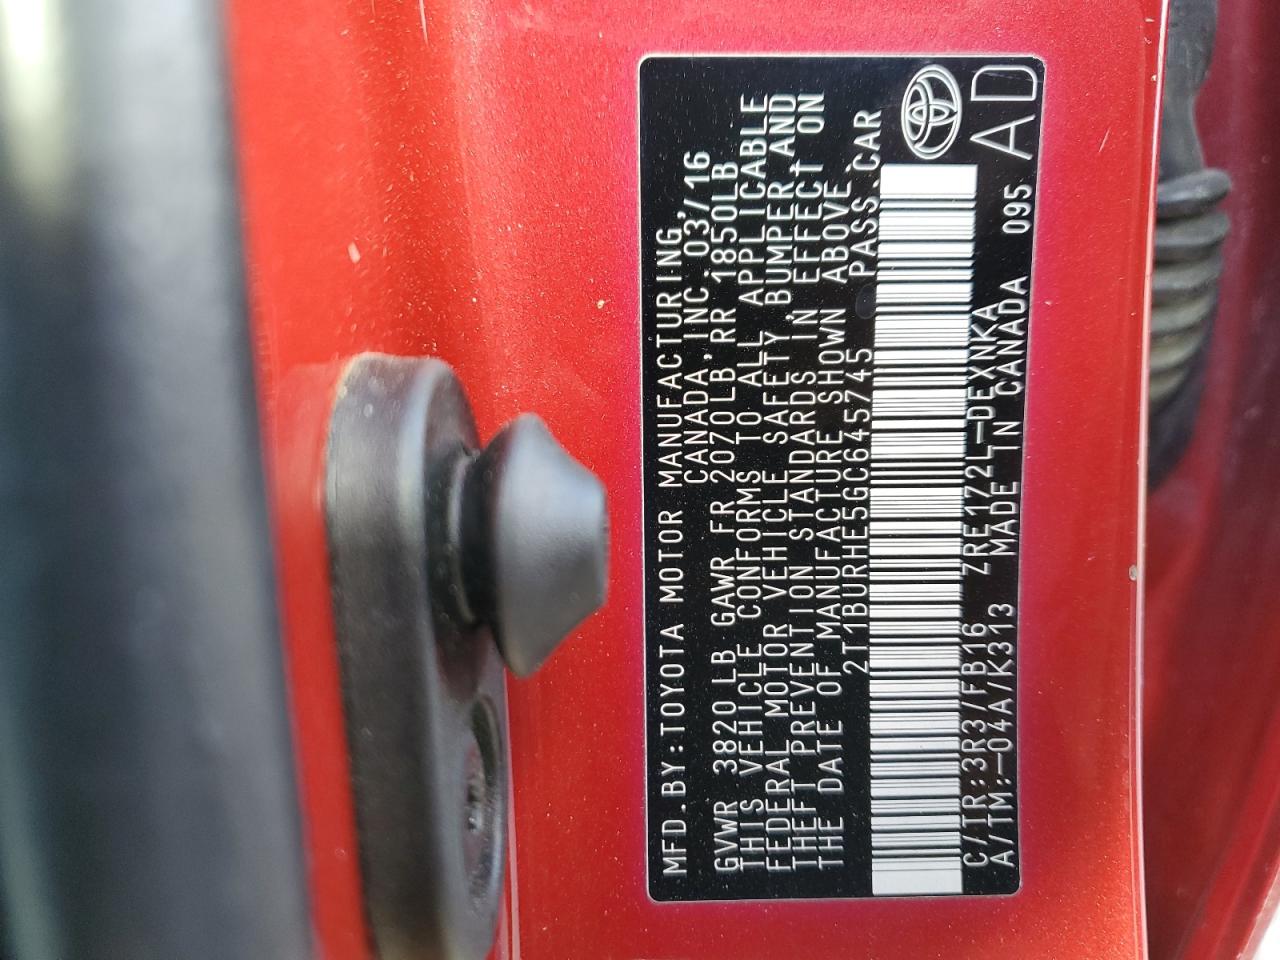 MFD.BY:TOYOTA MOTOR MANUFACTURING,
CANADA,INC. 03/16
GVWR 3820LB GAWR FR 2070LB,RR 1850LB
THIS VEHICLE CONFORMS TO ALL APPLICABLE
FEDERAL MOTOR VEHICLE SAFETY,BUMPER,AND
THEFT PREVENTION STANDARDS IN EFFECT ON
THE DATE OF MANUFACTURE SHOWN ABOVE.
2T1BURHE5GC645745 PASS.CAR
C/TR:3R3/FB16 ZRE172L-DEXNKA
A/TM:-04A/K313 MADE IN CANADA 095 AD